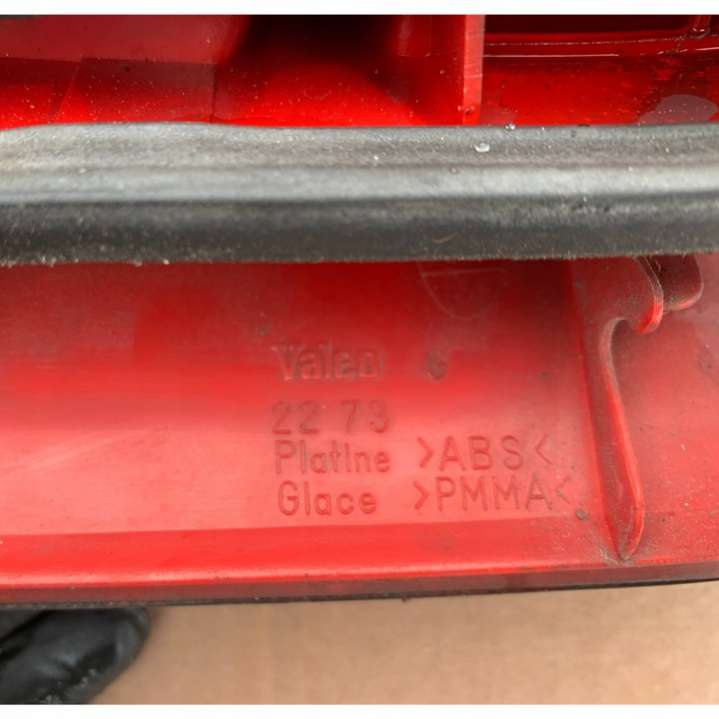 Valeo
22 73
Platine >ABS<
Glace >PMMA<